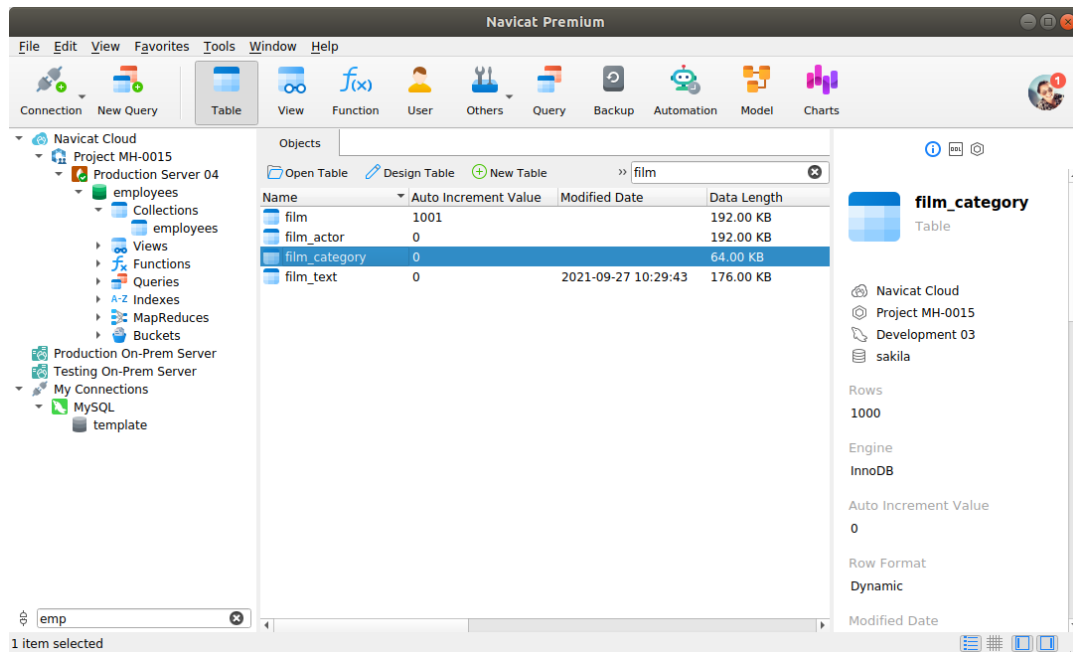 Navicat Premium
File Edit View Favorites Tools Window Help
Connection New Query Table View Function User Others Query Backup Automation Model Charts
1
Navicat Cloud
Project MH-0015
Production Server 04
employees
Collections
employees
Views
Functions
Queries
A-Z Indexes
MapReduces
Buckets
Production On-Prem Server
Testing On-Prem Server
My Connections
MySQL
template
emp
Objects
Open Table Design Table New Table » film
Name Auto Increment Value Modified Date Data Length
film 1001 192.00 KB
film_actor 0 192.00 KB
film_category 0 64.00 KB
film_text 0 2021-09-27 10:29:43 176.00 KB
DDL
film_category
Table
Navicat Cloud
Project MH-0015
Development 03
sakila
Rows
1000
Engine
InnoDB
Auto Increment Value
0
Row Format
Dynamic
Modified Date
1 item selected